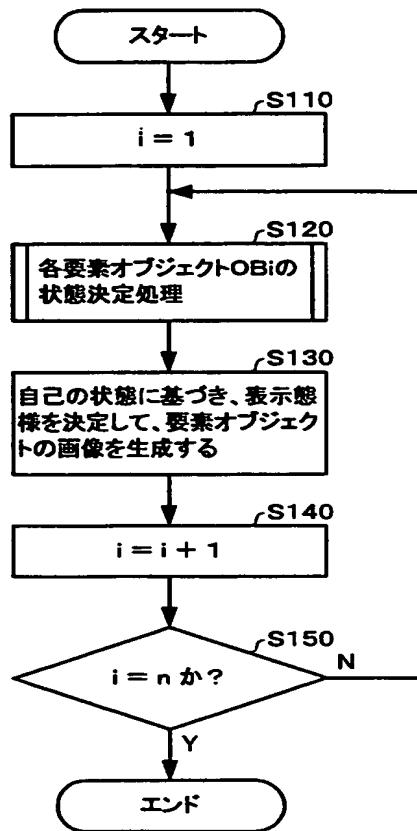 スタート
S110
i = 1
S120
各要素オブジェクトOBiの
状態決定処理
S130
自己の状態に基づき、表示態
様を決定して、要素オブジェク
トの画像を生成する
S140
i = i + 1
S150
i = n か?
N
Y
エンド